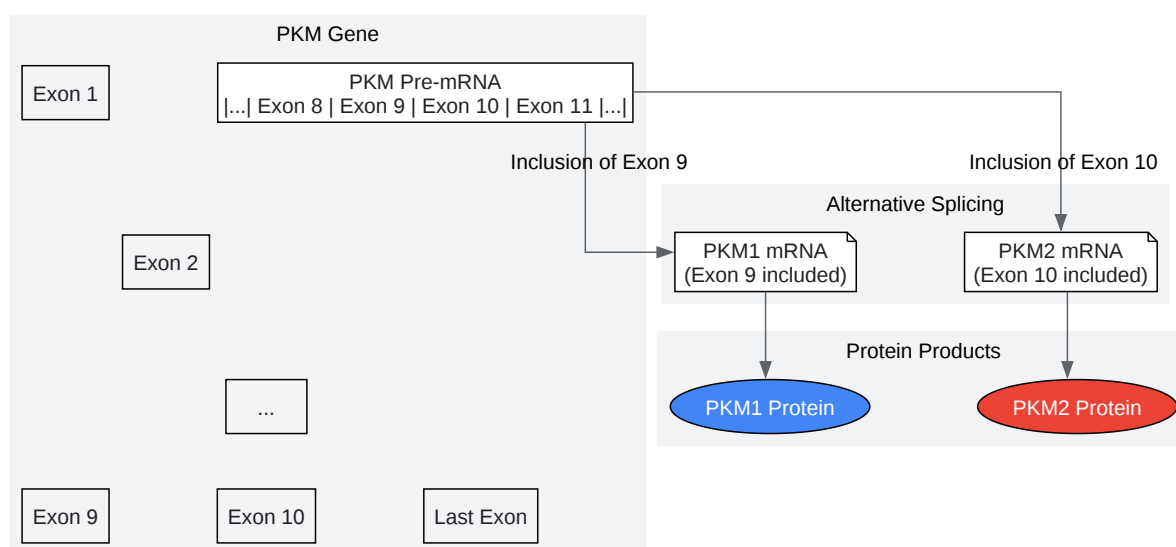 PKM Gene
Exon 1
PKM Pre-mRNA
|...| Exon 8 | Exon 9 | Exon 10 | Exon 11 |...|
Inclusion of Exon 9
Inclusion of Exon 10
Alternative Splicing
Exon 2
PKM1 mRNA
(Exon 9 included)
PKM2 mRNA
(Exon 10 included)
Protein Products
...
PKM1 Protein
PKM2 Protein
Exon 9
Exon 10
Last Exon